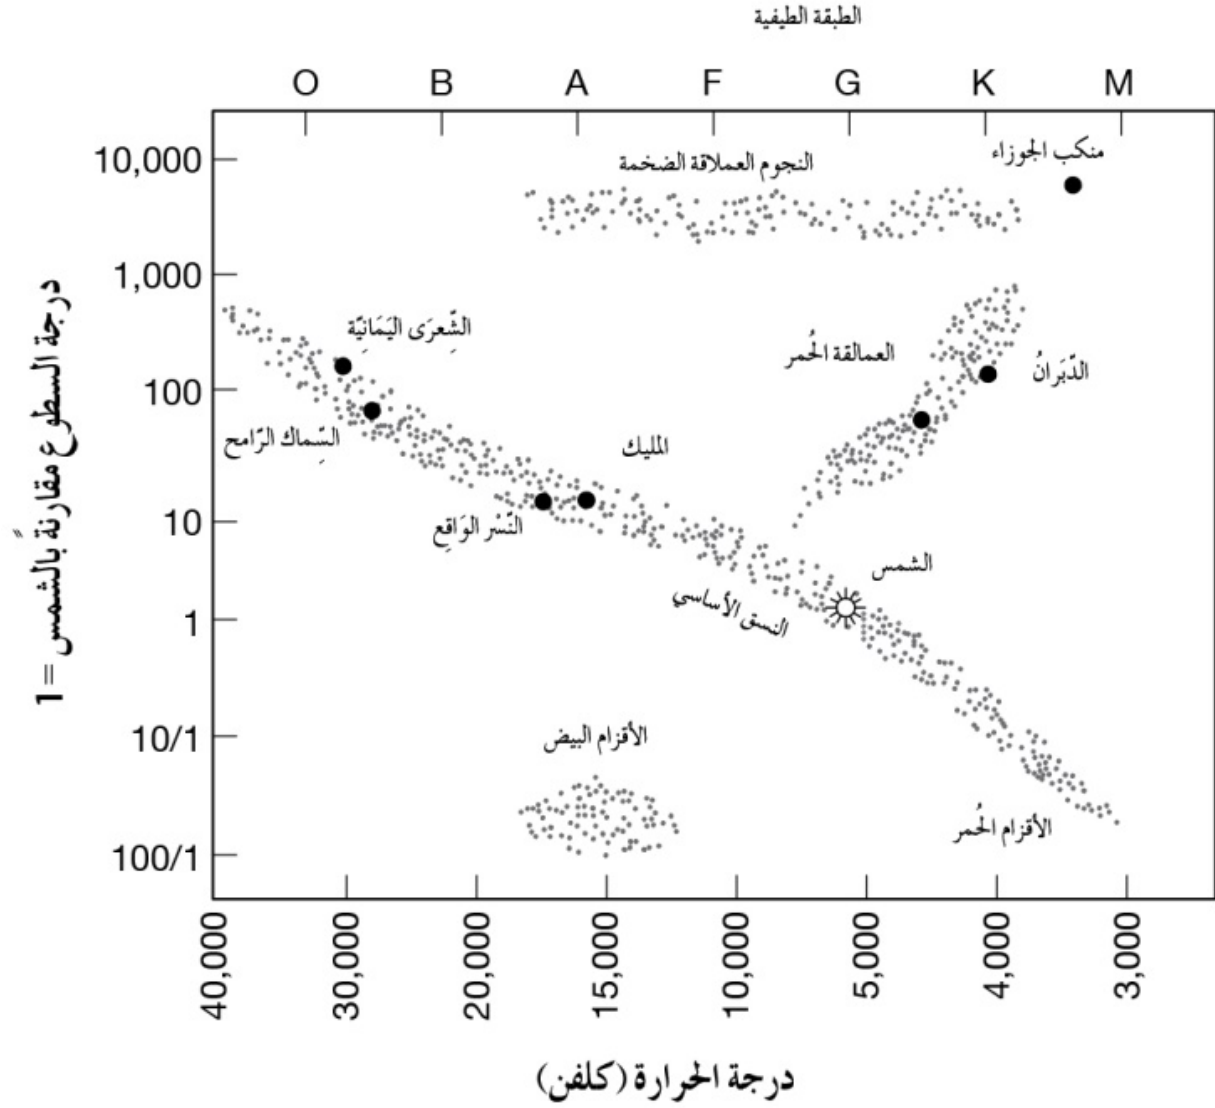 الطبقة الطيفية
O B A F G K M
10,000
1,000
100
10
1
10/1
100/1
درجة السطوع مقارنةً بالشمس =1
منكب الجوزاء
النجوم العملاقة الضخمة
الشِّعرَى اليَمَانِيّة
العمالقة الحُمر
الدّبَرانُ
السِّماك الرّامح
المليك
النَّسْر الوَاقِع
الشمس
النسق الأساسي
الأقزام البيض
الأقزام الحُمر
40,000 30,000 20,000 15,000 10,000 5,000 4,000 3,000
درجة الحرارة (كلفن)